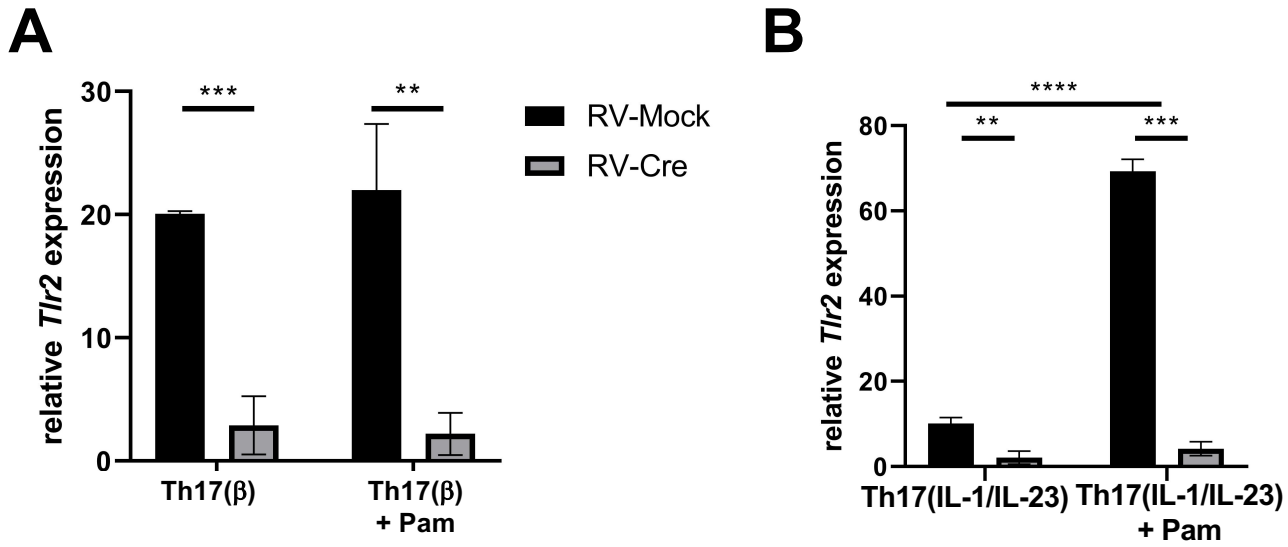 A
relative Tlr2 expression
30
20
10
0
***
**
Th17(β)
Th17(β)
+ Pam
RV-Mock
RV-Cre
B
relative Tlr2 expression
80
60
40
20
0
****
**
***
Th17(IL-1/IL-23)
Th17(IL-1/IL-23)
+ Pam